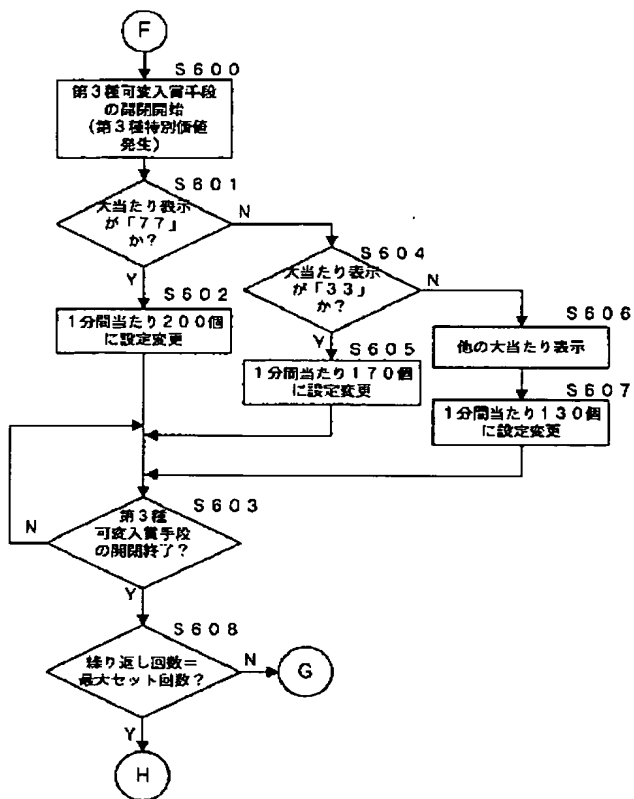 F
S600
第3種可変入賞手段
の開閉開始
(第3種特別価値
発生)
S601
大当たり表示
が「77」
か?
N
Y
S604
大当たり表示
が「33」
か?
N
Y
S602
1分間当たり200個
に設定変更
S605
1分間当たり170個
に設定変更
S606
他の大当たり表示
S607
1分間当たり130個
に設定変更
S603
第3種
可変入賞手段
の開閉終了?
N
Y
S608
繰り返し回数=
最大セット回数?
N
G
Y
H